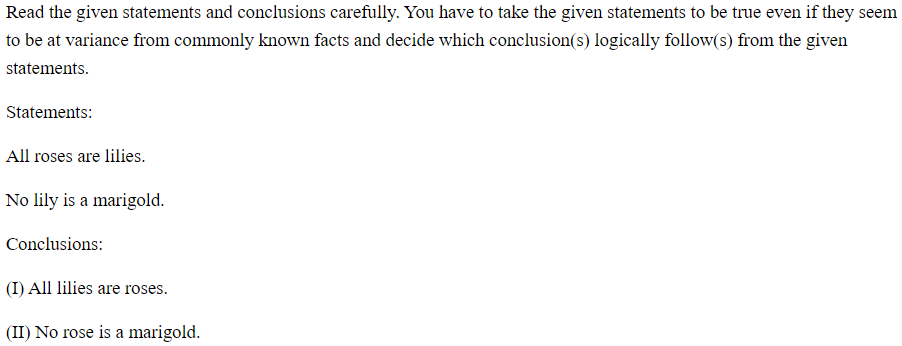 Read the given statements and conclusions carefully. You have to take the given statements to be true even if they seem
to be at variance from commonly known facts and decide which conclusion(s) logically follow(s) from the given
statements.
Statements:
All roses are lilies.
No lily is a marigold.
Conclusions:
(I) All lilies are roses.
(II) No rose is a marigold.